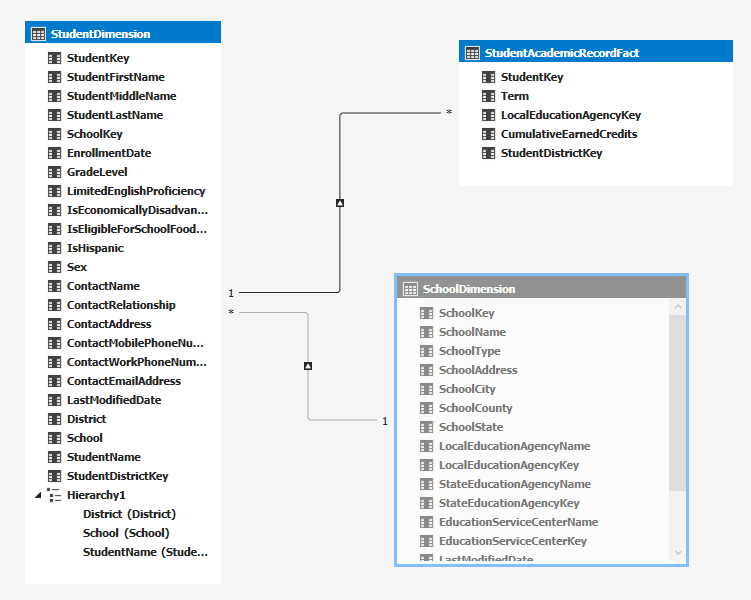 StudentDimension
StudentKey
StudentFirstName
StudentMiddleName
StudentLastName
SchoolKey
EnrollmentDate
GradeLevel
LimitedEnglishProficiency
IsEconomicallyDisadvan...
IsEligibleForSchoolFood...
IsHispanic
Sex
ContactName
ContactRelationship
ContactAddress
ContactMobilePhoneNu...
ContactWorkPhoneNum...
ContactEmailAddress
LastModifiedDate
District
School
StudentName
StudentDistrictKey
Hierarchy1
District (District)
School (School)
StudentName (Stude...
1
*
*
1
StudentAcademicRecordFact
StudentKey
Term
LocalEducationAgencyKey
CumulativeEarnedCredits
StudentDistrictKey
SchoolDimension
SchoolKey
SchoolName
SchoolType
SchoolAddress
SchoolCity
SchoolCounty
SchoolState
LocalEducationAgencyName
LocalEducationAgencyKey
StateEducationAgencyName
StateEducationAgencyKey
EducationServiceCenterName
EducationServiceCenterKey
LastModifiedDate